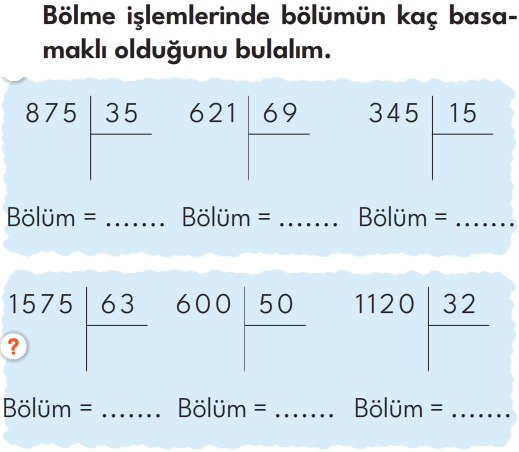 Bölme işlemlerinde bölümün kaç basa-
maklı olduğunu bulalım.
875 35 621 69 345 15
Bölüm = ....... Bölüm = ....... Bölüm = .......
1575 63 600 50 1120 32
?
Bölüm = ....... Bölüm = ....... Bölüm = .......